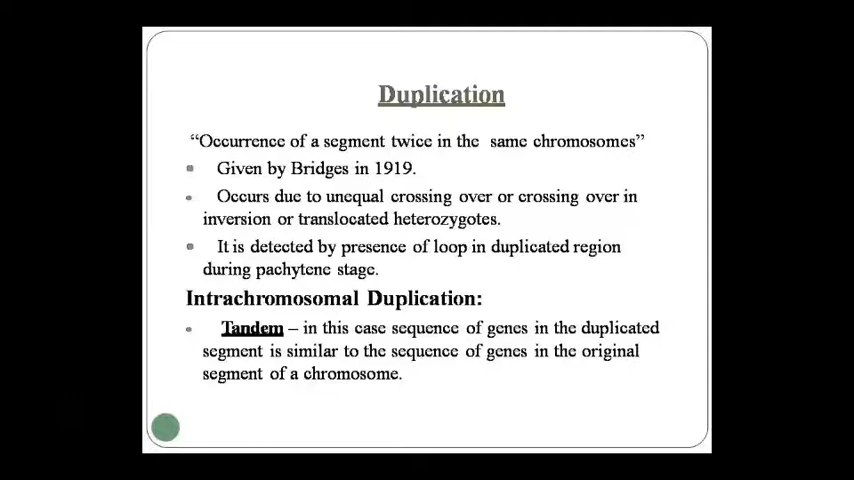 Duplication
“Occurrence of a segment twice in the same chromosomes”
Given by Bridges in 1919.
Occurs due to unequal crossing over or crossing over in
inversion or translocated heterozygotes.
It is detected by presence of loop in duplicated region
during pachytene stage.
Intrachromosomal Duplication:
Tandem – in this case sequence of genes in the duplicated
segment is similar to the sequence of genes in the original
segment of a chromosome.